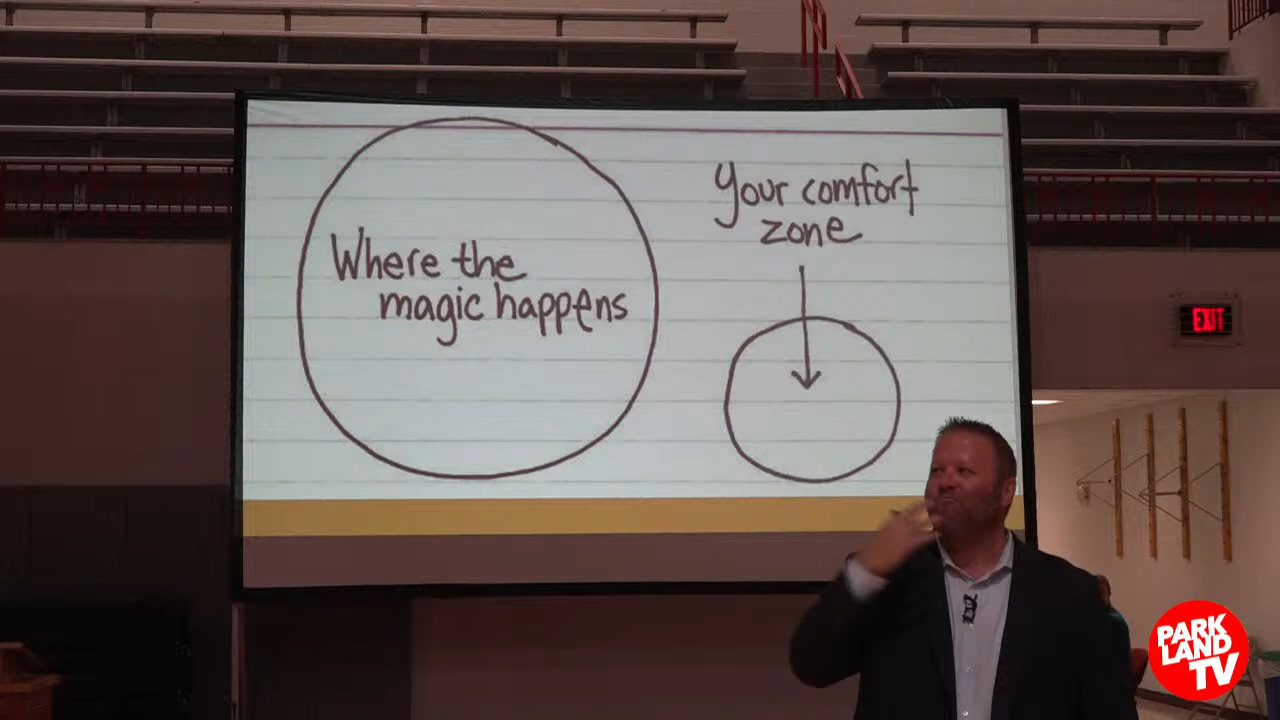 Where the
magic happens
Your comfort
zone
EXIT
PARK
LAND
TV